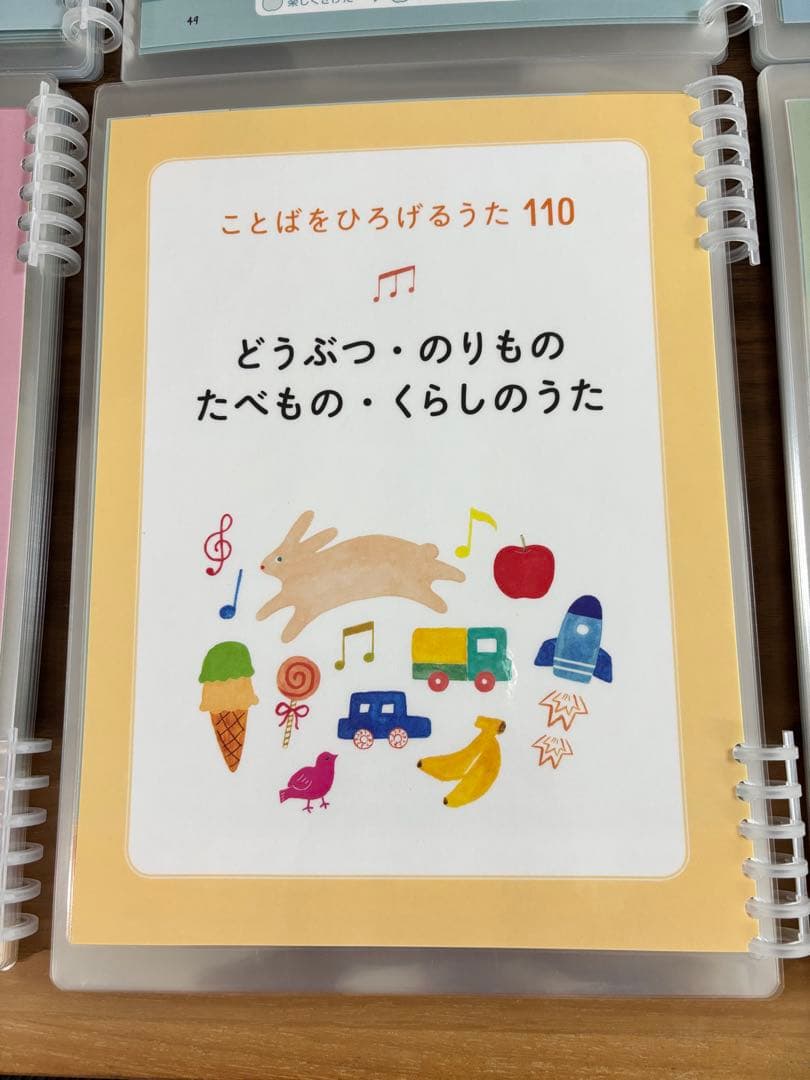 49
ことばをひろげるうた 110
どうぶつ・のりもの
たべもの・くらしのうた